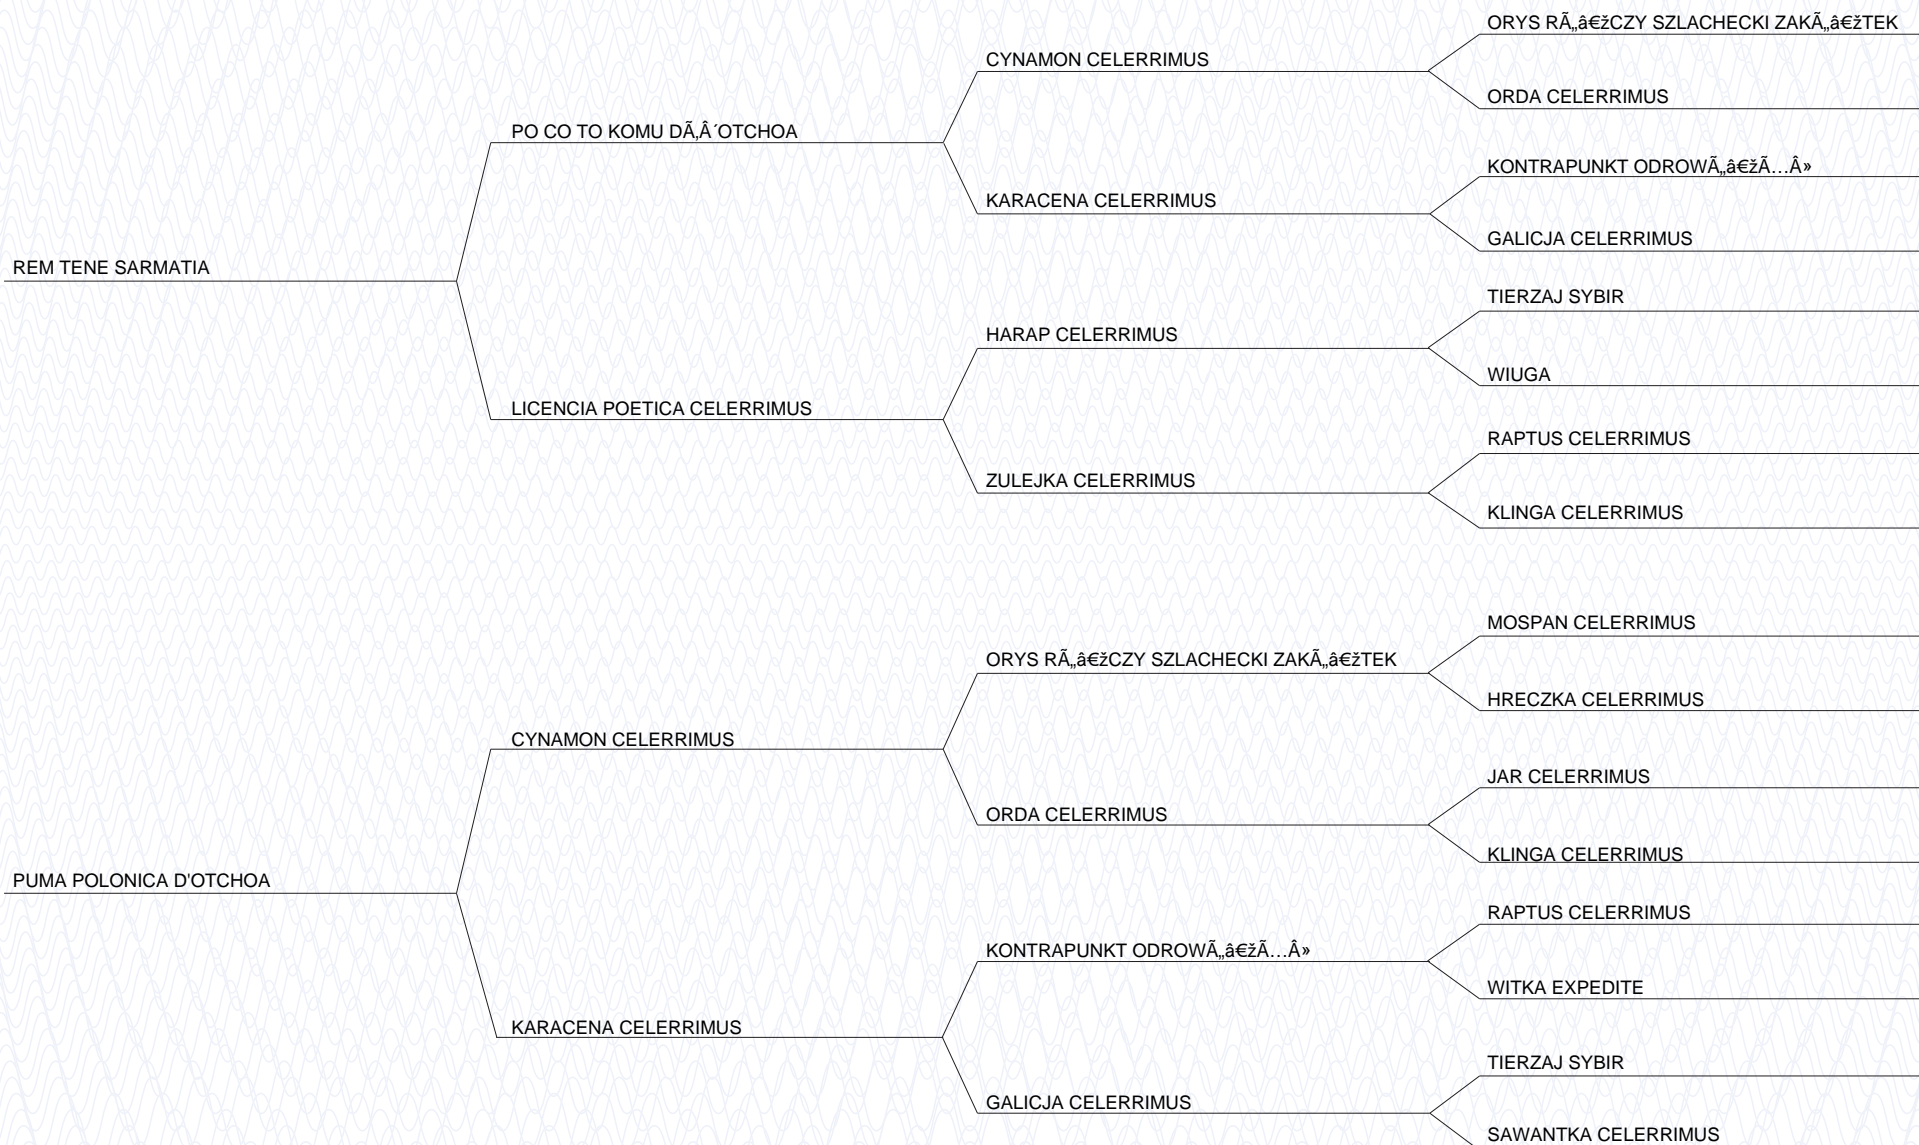 ORYS RÃ„â€žCZY SZLACHECKI ZAKÃ„â€žTEK
CYNAMON CELERRIMUS
ORDA CELERRIMUS
PO CO TO KOMU DÃ‚Â´OTCHOA
KONTRAPUNKT ODROWÃ„â€žÃ…Â»
KARACENA CELERRIMUS
GALICJA CELERRIMUS
REM TENE SARMATIA
TIERZAJ SYBIR
HARAP CELERRIMUS
WIUGA
LICENCIA POETICA CELERRIMUS
RAPTUS CELERRIMUS
ZULEJKA CELERRIMUS
KLINGA CELERRIMUS
MOSPAN CELERRIMUS
ORYS RÃ„â€žCZY SZLACHECKI ZAKÃ„â€žTEK
HRECZKA CELERRIMUS
CYNAMON CELERRIMUS
JAR CELERRIMUS
ORDA CELERRIMUS
KLINGA CELERRIMUS
PUMA POLONICA D'OTCHOA
RAPTUS CELERRIMUS
KONTRAPUNKT ODROWÃ„â€žÃ…Â»
WITKA EXPEDITE
KARACENA CELERRIMUS
TIERZAJ SYBIR
GALICJA CELERRIMUS
SAWANTKA CELERRIMUS